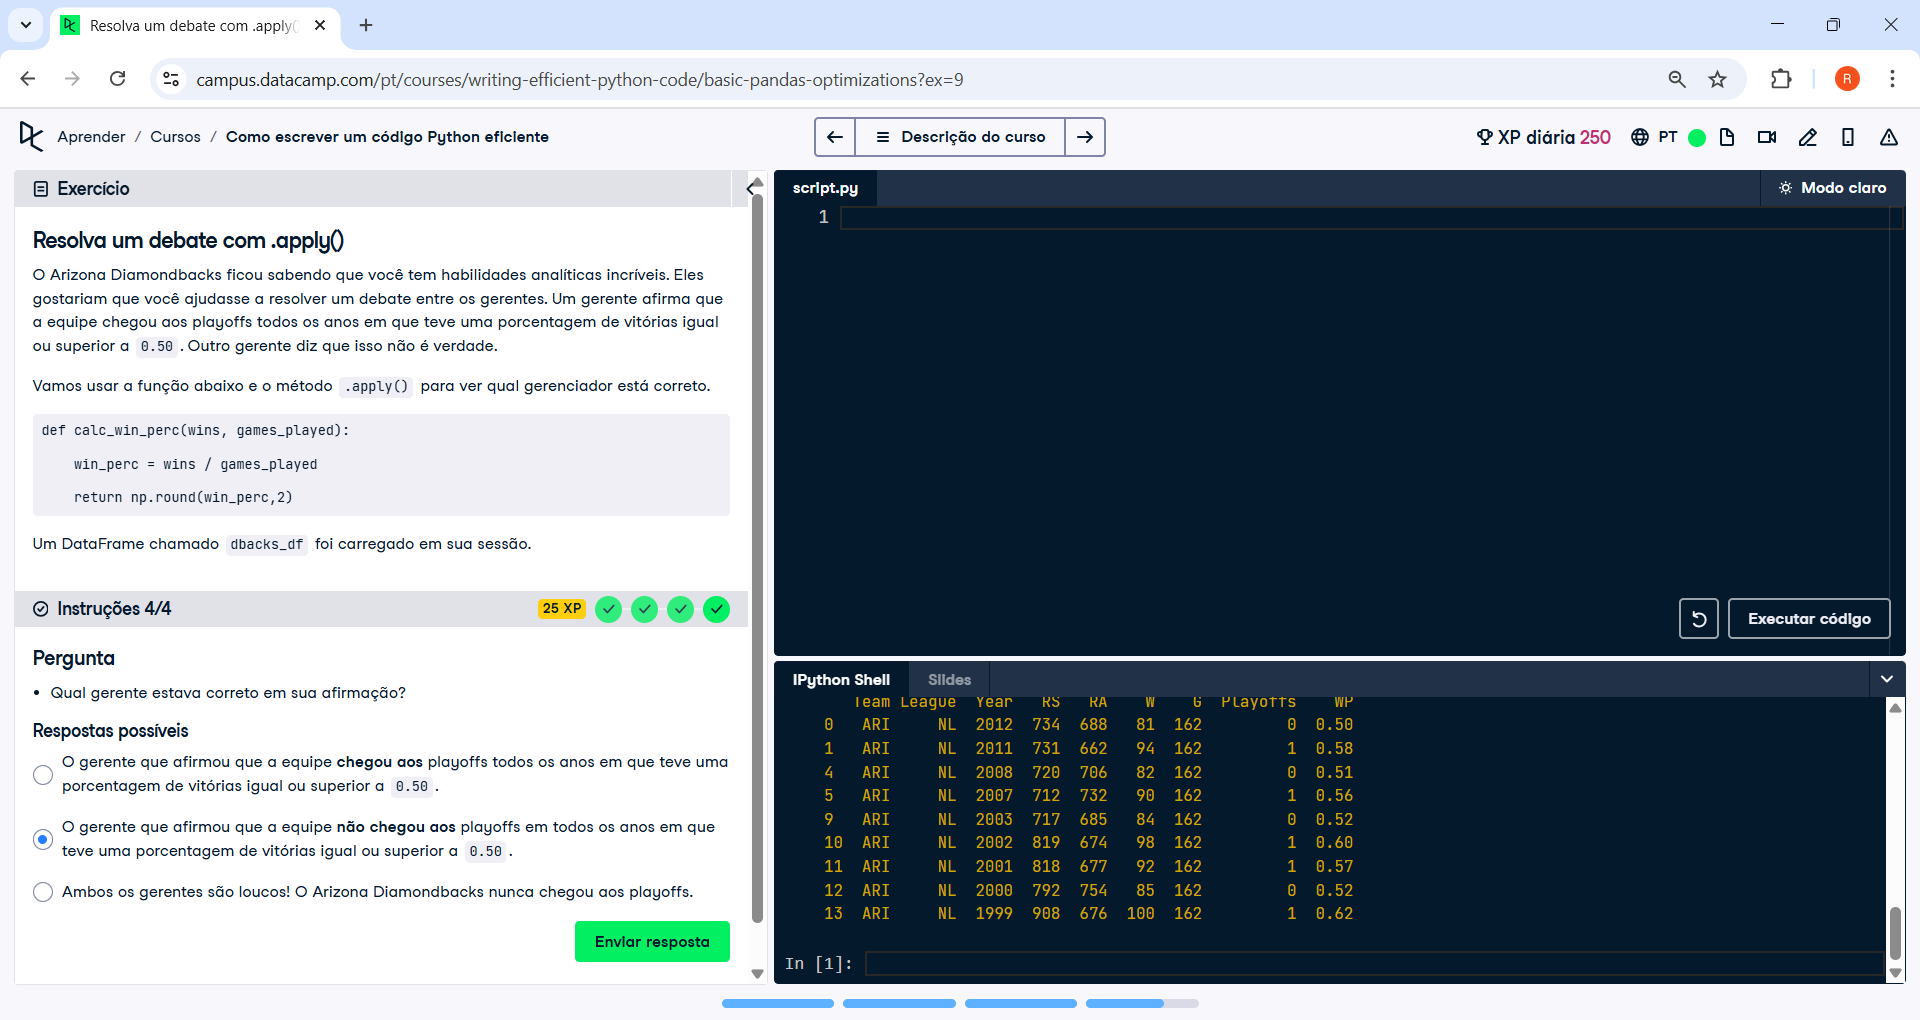 Resolva um debate com .apply()
campus.datacamp.com/pt/courses/writing-efficient-python-code/basic-pandas-optimizations?ex=9
R
Aprender / Cursos / Como escrever um código Python eficiente
Descrição do curso
XP diária 250
PT
Exercício
Resolva um debate com .apply()
O Arizona Diamondbacks ficou sabendo que você tem habilidades analíticas incríveis. Eles
gostariam que você ajudasse a resolver um debate entre os gerentes. Um gerente afirma que
a equipe chegou aos playoffs todos os anos em que teve uma porcentagem de vitórias igual
ou superior a 0.50. Outro gerente diz que isso não é verdade.
Vamos usar a função abaixo e o método .apply() para ver qual gerenciador está correto.
def calc_win_perc(wins, games_played):
    win_perc = wins / games_played
    return np.round(win_perc,2)
Um DataFrame chamado dbacks_df foi carregado em sua sessão.
Instruções 4/4
25 XP
Pergunta
• Qual gerente estava correto em sua afirmação?
Respostas possíveis
O gerente que afirmou que a equipe chegou aos playoffs todos os anos em que teve uma
porcentagem de vitórias igual ou superior a 0.50.
O gerente que afirmou que a equipe não chegou aos playoffs em todos os anos em que
teve uma porcentagem de vitórias igual ou superior a 0.50.
Ambos os gerentes são loucos! O Arizona Diamondbacks nunca chegou aos playoffs.
Enviar resposta
script.py
Modo claro
1
Executar código
IPython Shell
Slides
Team League Year RS RA W G Playoffs WP
0 ARI NL 2012 734 688 81 162 0 0.50
1 ARI NL 2011 731 662 94 162 1 0.58
4 ARI NL 2008 720 706 82 162 0 0.51
5 ARI NL 2007 712 732 90 162 1 0.56
9 ARI NL 2003 717 685 84 162 0 0.52
10 ARI NL 2002 819 674 98 162 1 0.60
11 ARI NL 2001 818 677 92 162 1 0.57
12 ARI NL 2000 792 754 85 162 0 0.52
13 ARI NL 1999 908 676 100 162 1 0.62
In [1]: